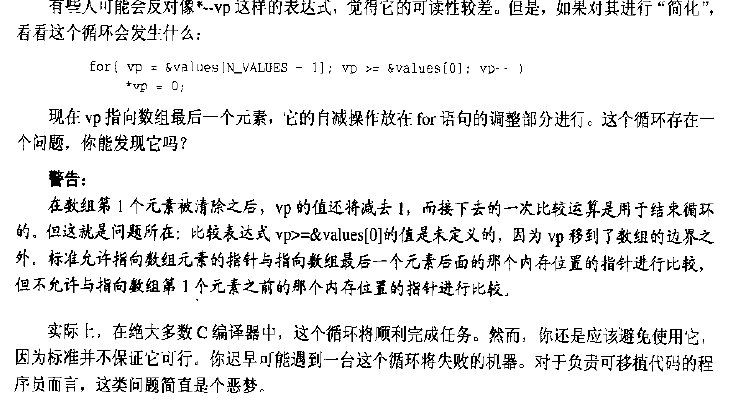 有些人可能会反对像*--vp 这样的表达式，觉得它的可读性较差。但是，如果对其进行“简化”，
看看这个循环会发生什么：
for( vp = &values[N_VALUES - 1]; vp >= &values[0]; vp-- )
*vp = 0;
现在 vp 指向数组最后一个元素，它的自减操作放在 for 语句的调整部分进行。这个循环存在一
个问题，你能发现它吗？
警告：
在数组第 1 个元素被清除之后，vp 的值还将减去 1，而接下去的一次比较运算是用于结束循环
的。但这就是问题所在：比较表达式 vp>=&values[0]的值是未定义的，因为 vp 移到了数组的边界之
外。标准允许指向数组元素的指针与指向数组最后一个元素后面的那个内存位置的指针进行比较，
但不允许与指向数组第 1 个元素之前的那个内存位置的指针进行比较。
实际上，在绝大多数 C 编译器中，这个循环将顺利完成任务。然而，你还是应该避免使用它，
因为标准并不保证它可行。你迟早可能遇到一台这个循环将失败的机器。对于负责可移植代码的程
序员而言，这类问题简直是个恶梦。